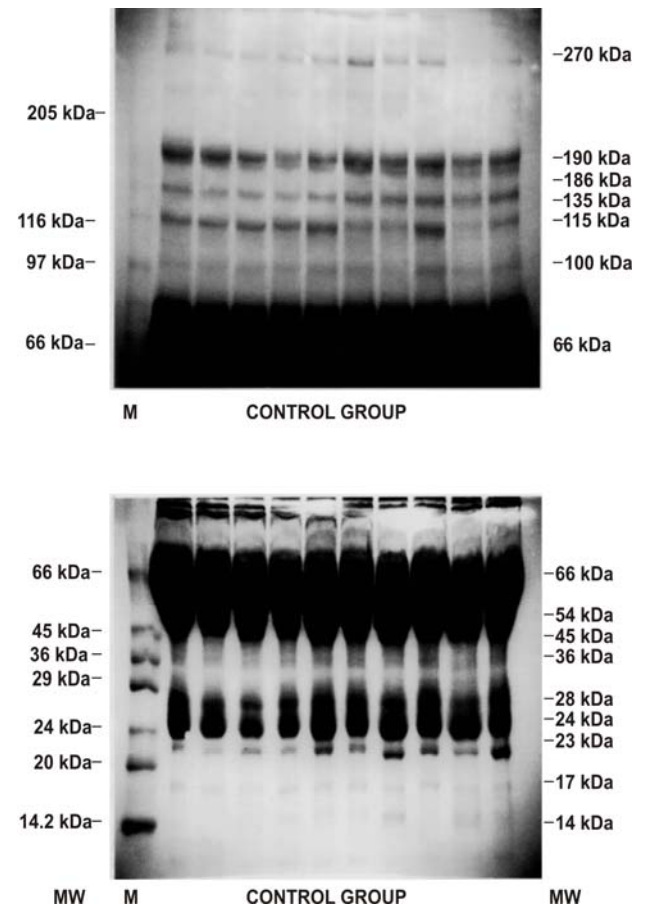 270 kDa
205 kDa
190 kDa
186 kDa
135 kDa
116 kDa
115 kDa
97 kDa
100 kDa
66 kDa
66 kDa
M CONTROL GROUP
66 kDa
66 kDa
54 kDa
45 kDa
45 kDa
36 kDa
36 kDa
29 kDa
28 kDa
24 kDa
24 kDa
23 kDa
20 kDa
17 kDa
14.2 kDa
14 kDa
MW M CONTROL GROUP MW